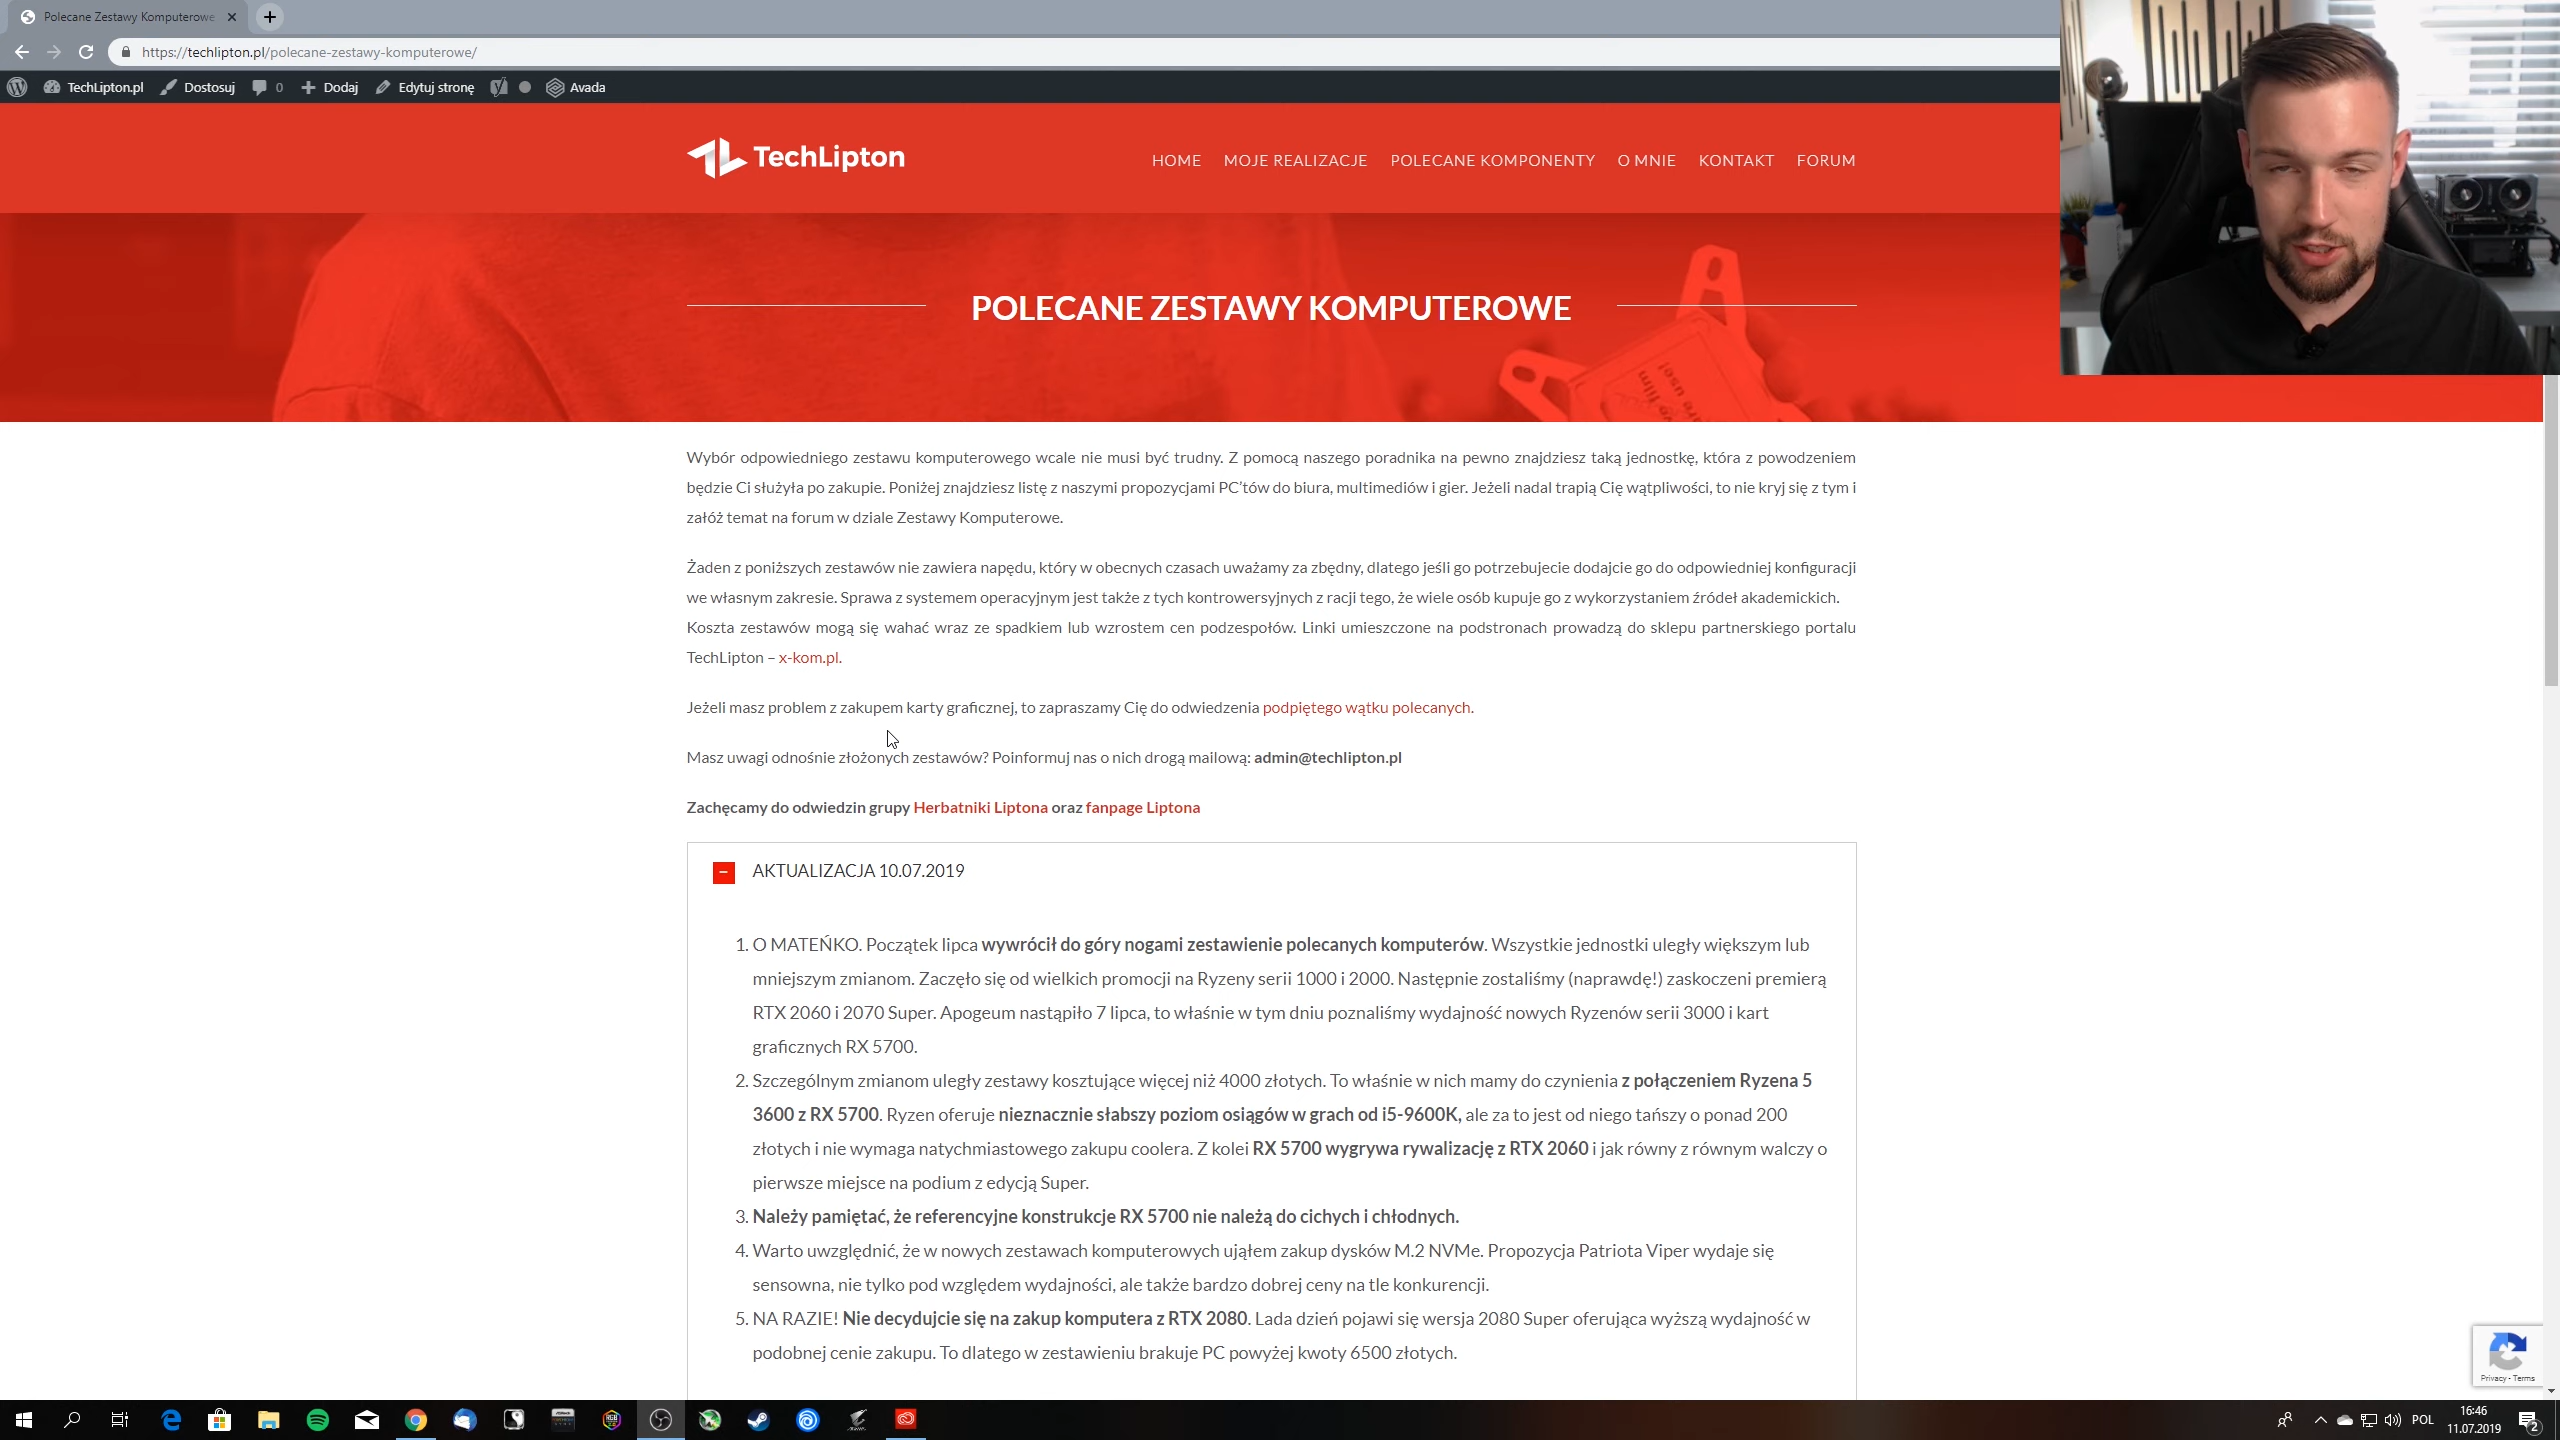 Polecane Zestawy Komputerowe
https://techlipton.pl/polecane-zestawy-komputerowe/
TechLipton.pl Dostosuj 0 Dodaj Edytuj stronę Avada
TechLipton
HOME MOJE REALIZACJE POLECANE KOMPONENTY O MNIE KONTAKT FORUM
POLECANE ZESTAWY KOMPUTEROWE
Wybór odpowiedniego zestawu komputerowego wcale nie musi być trudny. Z pomocą naszego poradnika na pewno znajdziesz taką jednostkę, która z powodzeniem
będzie Ci służyła po zakupie. Poniżej znajdziesz listę z naszymi propozycjami PC'tów do biura, multimediów i gier. Jeżeli nadal trapią Cię wątpliwości, to nie kryj się z tym i
załóż temat na forum w dziale Zestawy Komputerowe.
Żaden z poniższych zestawów nie zawiera napędu, który w obecnych czasach uważamy za zbędny, dlatego jeśli go potrzebujecie dodajcie go do odpowiedniej konfiguracji
we własnym zakresie. Sprawa z systemem operacyjnym jest także z tych kontrowersyjnych z racji tego, że wiele osób kupuje go z wykorzystaniem źródeł akademickich.
Koszta zestawów mogą się wahać wraz ze spadkiem lub wzrostem cen podzespołów. Linki umieszczone na podstronach prowadzą do sklepu partnerskiego portalu
TechLipton – x-kom.pl.
Jeżeli masz problem z zakupem karty graficznej, to zapraszamy Cię do odwiedzenia podpiętego wątku polecanych.
Masz uwagi odnośnie złożonych zestawów? Poinformuj nas o nich drogą mailową: admin@techlipton.pl
Zachęcamy do odwiedzin grupy Herbatniki Liptona oraz fanpage Liptona
AKTUALIZACJA 10.07.2019
1. O MATEŃKO. Początek lipca wywrócił do góry nogami zestawienie polecanych komputerów. Wszystkie jednostki uległy większym lub
mniejszym zmianom. Zaczęło się od wielkich promocji na Ryzeny serii 1000 i 2000. Następnie zostaliśmy (naprawdę!) zaskoczeni premierą
RTX 2060 i 2070 Super. Apogeum nastąpiło 7 lipca, to właśnie w tym dniu poznaliśmy wydajność nowych Ryzenów serii 3000 i kart
graficznych RX 5700.
2. Szczególnym zmianom uległy zestawy kosztujące więcej niż 4000 złotych. To właśnie w nich mamy do czynienia z połączeniem Ryzena 5
3600 z RX 5700. Ryzen oferuje nieznacznie słabszy poziom osiągów w grach od i5-9600K, ale za to jest od niego tańszy o ponad 200
złotych i nie wymaga natychmiastowego zakupu coolera. Z kolei RX 5700 wygrywa rywalizację z RTX 2060 i jak równy z równym walczy o
pierwsze miejsce na podium z edycją Super.
3. Należy pamiętać, że referencyjne konstrukcje RX 5700 nie należą do cichych i chłodnych.
4. Warto uwzględnić, że w nowych zestawach komputerowych ująłem zakup dysków M.2 NVMe. Propozycja Patriota Viper wydaje się
sensowna, nie tylko pod względem wydajności, ale także bardzo dobrej ceny na tle konkurencji.
5. NA RAZIE! Nie decydujcie się na zakup komputera z RTX 2080. Lada dzień pojawi się wersja 2080 Super oferująca wyższą wydajność w
podobnej cenie zakupu. To dlatego w zestawieniu brakuje PC powyżej kwoty 6500 złotych.
Privacy - Terms
POL
16:46
11.07.2019
2